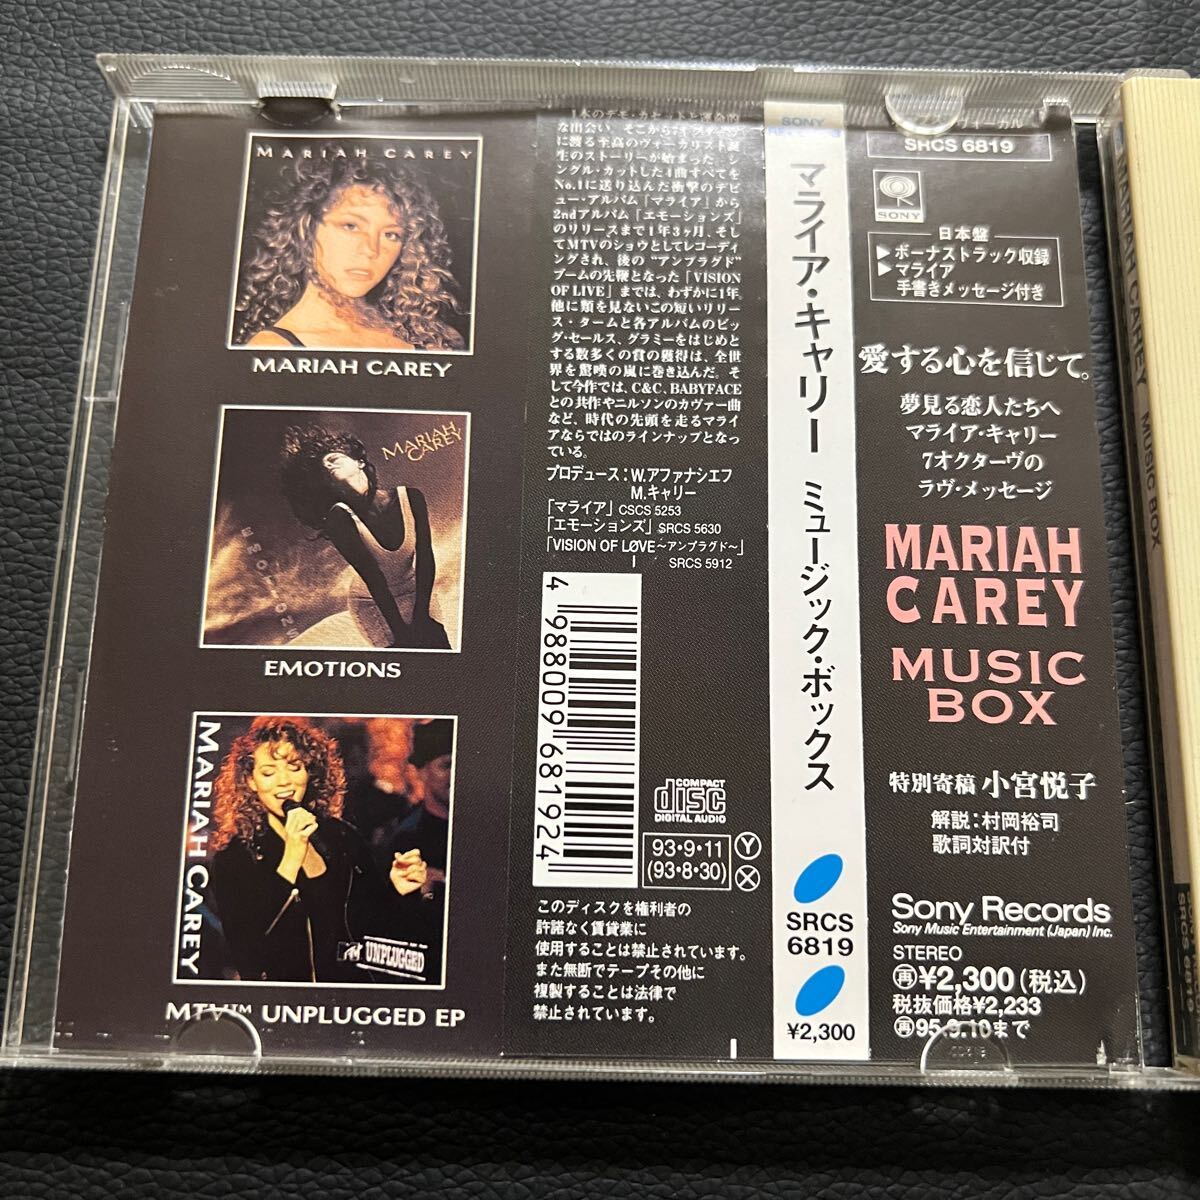 MARIAH CAREY
MARIAH CAREY
MARIAH
CAREY
EMOTIONS
EMOTIONS
MARIAH CAREY
MTV UNPLUGGED
MTV™ UNPLUGGED EP
1本のデモ・カセットと運命的
な出会い。そこから
に渡る至高のヴォーカリスト誕
生のストーリーが始まった。シ
ングル・カットした4曲すべてを
No.1に送り込んだ衝撃のデビ
ュー・アルバム「マライア」から
2ndアルバム「エモーションズ」
のリリースまで1年3ヶ月、そし
てMTVのショウとしてレコーディ
ングされ、後の“アンプラグド”
ブームの先鞭となった「VISION
OF LIVE」までは、わずかに1年。
他に類を見ないこの短いリリー
ス・タームと各アルバムのビッ
グ・セールス、グラミーをはじめと
する数多くの賞の獲得は、全世
界を驚嘆の嵐に巻き込んだ。そ
して今作では、C&C、BABYFACE
との共作やニルソンのカヴァー曲
など、時代の先頭を走るマライ
アならではのラインナップとなっ
ている。
プロデュース:W.アファナシエフ
M.キャリー
「マライア」CSCS 5253
「エモーションズ」SRCS 5630
「VISION OF LØVE〜アンプラグド〜」
SRCS 5912
4 988009 681924
COMPACT
disc
DIGITAL AUDIO
93・9・11 Y
(93・8・30) X
このディスクを権利者の
許諾なく賃貸業に
使用することは禁止されています。
また無断でテープその他に
複製することは法律で
禁止されています。
SONY
RECORDS
マライア・キャリー ミュージック・ボックス
SRCS
6819
¥2,300
SRCS 6819
SONY
日本盤
▶ボーナストラック収録
▶マライア
手書きメッセージ付き
愛する心を信じて。
夢見る恋人たちへ
マライア・キャリー
7オクターヴの
ラヴ・メッセージ
MARIAH
CAREY
MUSIC
BOX
特別寄稿 小宮悦子
解説:村岡裕司
歌詞対訳付
Sony Records
Sony Music Entertainment (Japan) Inc.
STEREO
再¥2,300(税込)
税抜価格¥2,233
再95.9.10まで
MARIAH CAREY MUSIC BOX
SRCS 6819